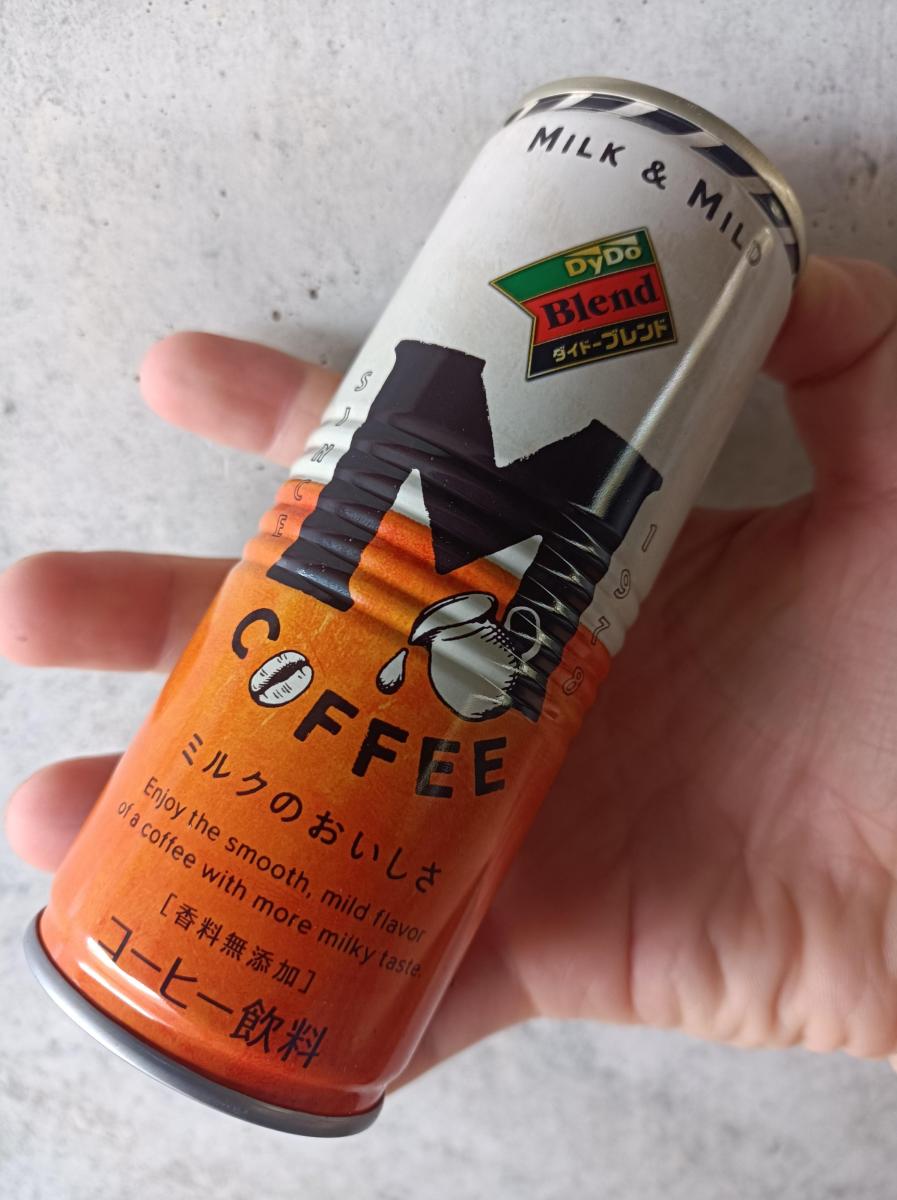 MILK & MILD
DyDo
Blend
ダイドーブレンド
M
SINCE 1978
COFFEE
ミルクのおいしさ
Enjoy the smooth, mild flavor
of a coffee with more milky taste.
[香料無添加]
コーヒー飲料